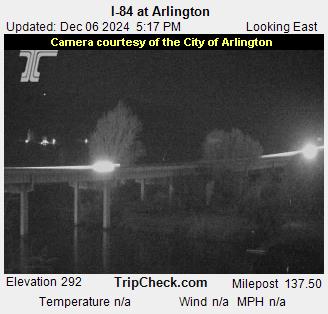 I-84 at Arlington
Updated: Dec 06 2024 5:17 PM Looking East
Camera courtesy of the City of Arlington
Elevation 292 TripCheck.com Milepost 137.50
Temperature n/a Wind n/a MPH n/a